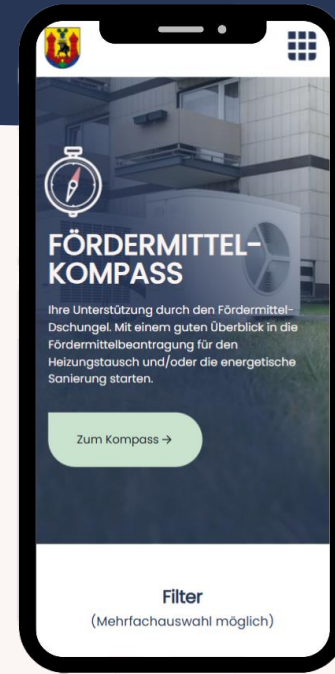 FÖRDERMITTEL-
KOMPASS
Ihre Unterstützung durch den Fördermittel-
Dschungel. Mit einem guten Überblick in die
Fördermittelbeantragung für den
Heizungstausch und/oder die energetische
Sanierung starten.
Zum Kompass →
Filter
(Mehrfachauswahl möglich)